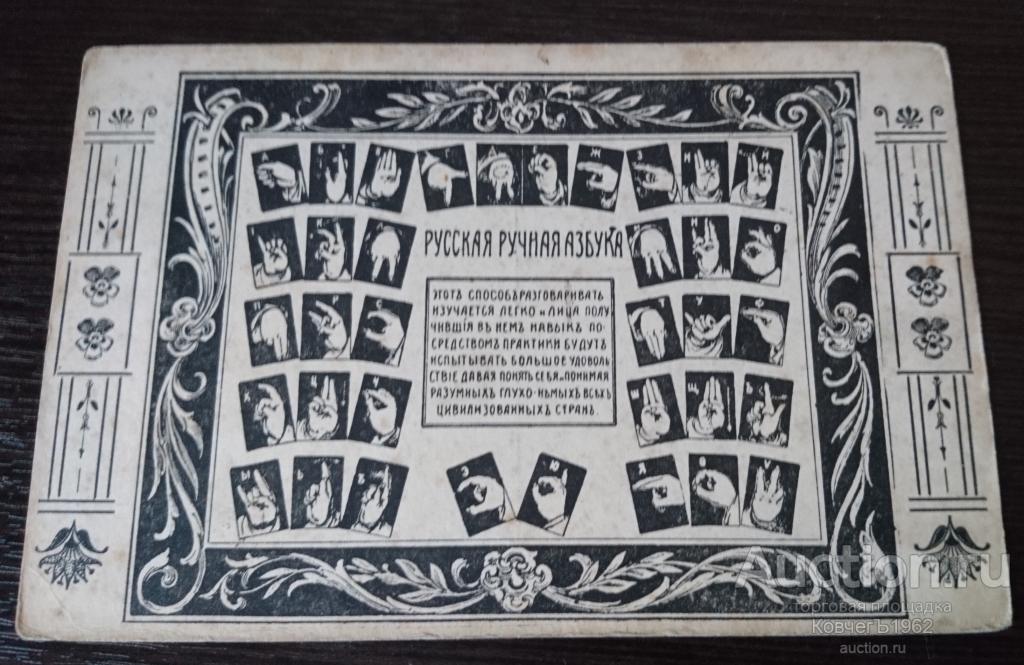 А Б В Г Д Е Ж З И Й
К Л М Н О
РУССКАЯ РУЧНАЯ АЗБУКА
ЭТОТЪ СПОСОБЪ РАЗГОВАРИВАТЬ
ИЗУЧАЕТСЯ ЛЕГКО И ЛИЦА ПОЛУ-
ЧИВШІЯ ВЪ НЕМЪ НАВЫКЪ ПО-
СРЕДСТВОМЪ ПРАКТИКИ БУДУТЪ
ИСПЫТЫВАТЬ БОЛЬШОЕ УДОВОЛЬ
СТВІЕ ДАВАЯ ПОНЯТЬ СЕБЯ И ПОНИМАЯ
РАЗУМНЫХЪ ГЛУХО-НѢМЫХЪ ВСѢХЪ
ЦИВИЛИЗОВАННЫХЪ СТРАНЪ.
П Р С Т У Ф
Х Ц Ч Ш Щ
Ы Ь Ѣ Э Ю Я Ѳ Ѵ
Auction.ru
торговая площадка
КовчегЪ1962
auction.ru